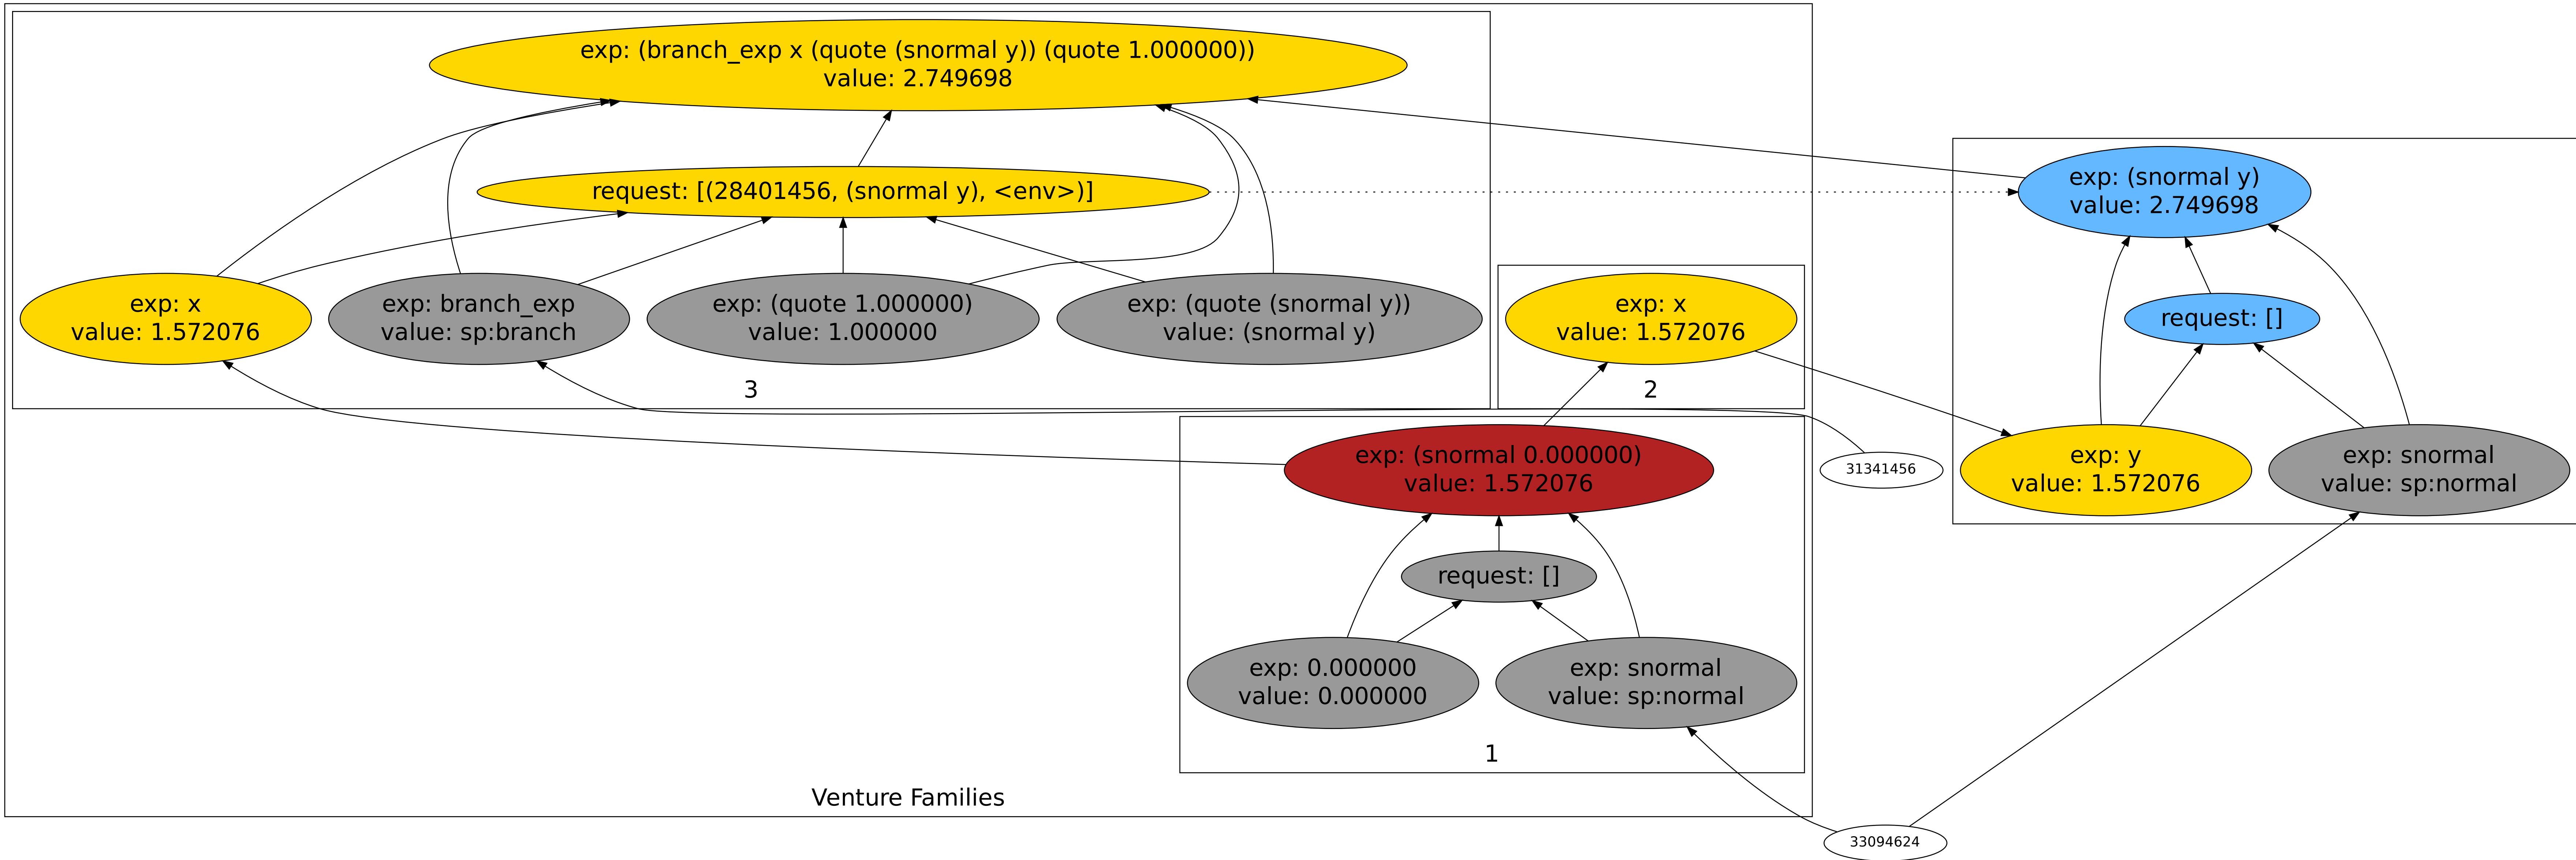 exp: (branch_exp x (quote (snormal y)) (quote 1.000000))
value: 2.749698
request: [(28401456, (snormal y), <env>)]
exp: x
value: 1.572076
exp: branch_exp
value: sp:branch
exp: (quote 1.000000)
value: 1.000000
exp: (quote (snormal y))
value: (snormal y)
3
exp: x
value: 1.572076
2
exp: (snormal 0.000000)
value: 1.572076
request: []
exp: 0.000000
value: 0.000000
exp: snormal
value: sp:normal
1
Venture Families
exp: (snormal y)
value: 2.749698
request: []
exp: y
value: 1.572076
exp: snormal
value: sp:normal
31341456
33094624